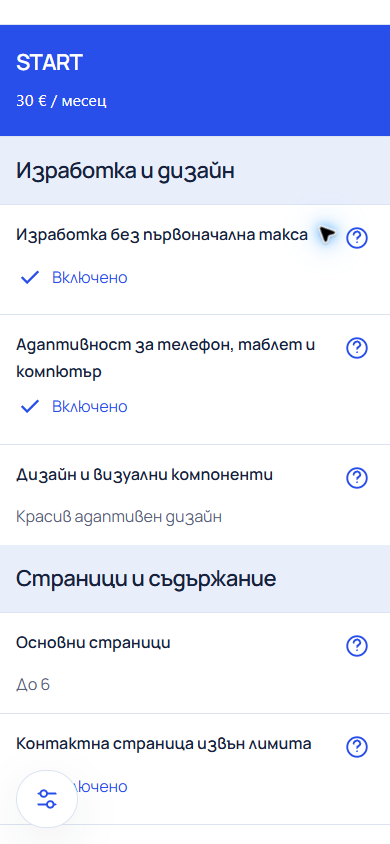 START
30 € / месец
Изработка и дизайн
Изработка без първоначална такса
Включено
Адаптивност за телефон, таблет и
компютър
Включено
Дизайн и визуални компоненти
Красив адаптивен дизайн
Страници и съдържание
Основни страници
До 6
Контактна страница извън лимита